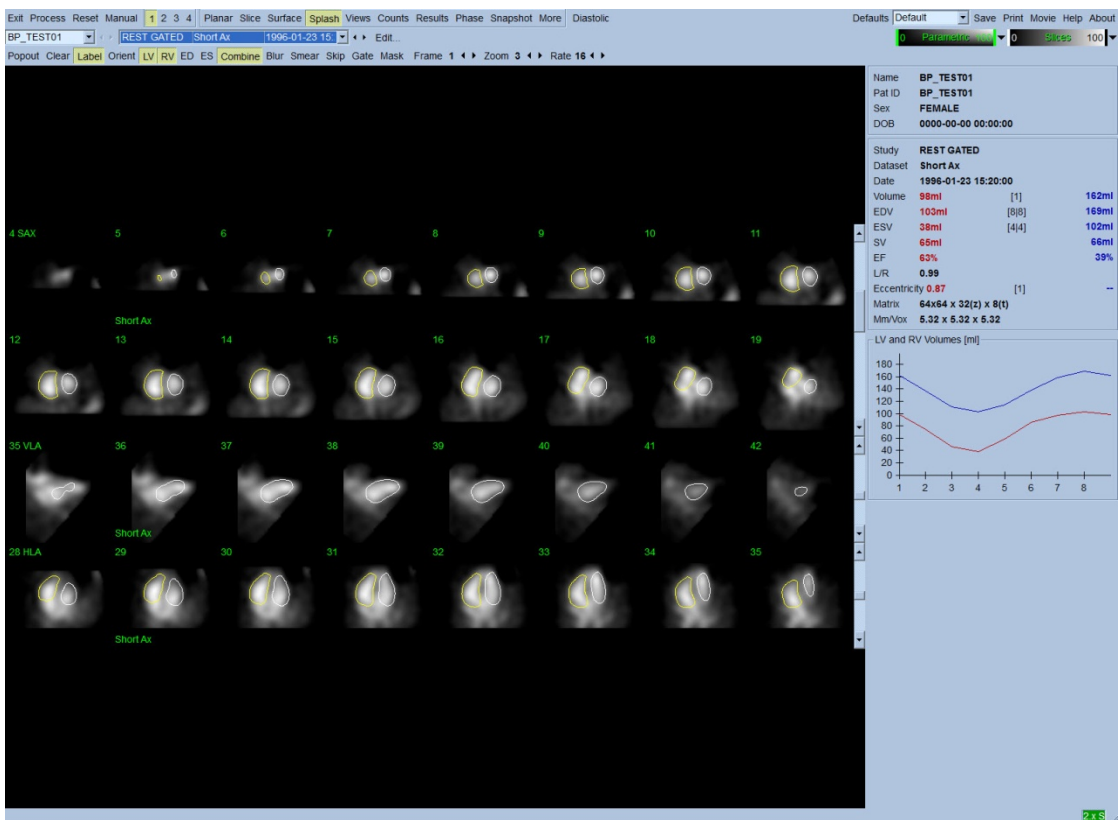 Exit Process Reset Manual 1 2 3 4 Planar Slice Surface Splash Views Counts Results Phase Snapshot More Diastolic Defaults Default Save Print Movie Help About
BP_TEST01 REST GATED Short Ax 1996-01-23 15: Edit... 0 Parametric 100 0 Slices 100
Popout Clear Label Orient LV RV ED ES Combine Blur Smear Skip Gate Mask Frame 1 Zoom 3 Rate 16
Name BP_TEST01
Pat ID BP_TEST01
Sex FEMALE
DOB 0000-00-00 00:00:00
Study REST GATED
Dataset Short Ax
Date 1996-01-23 15:20:00
Volume 98ml [1] 162ml
EDV 103ml [8|8] 169ml
ESV 38ml [4|4] 102ml
SV 65ml 66ml
EF 63% 39%
L/R 0.99
Eccentricity 0.87 [1] --
Matrix 64x64 x 32(z) x 8(t)
Mm/Vox 5.32 x 5.32 x 5.32
LV and RV Volumes [ml]
180
160
140
120
100
80
60
40
20
0
1 2 3 4 5 6 7 8
4 SAX 5 6 7 8 9 10 11
Short Ax
12 13 14 15 16 17 18 19
35 VLA 36 37 38 39 40 41 42
Short Ax
28 HLA 29 30 31 32 33 34 35
Short Ax
2 x S